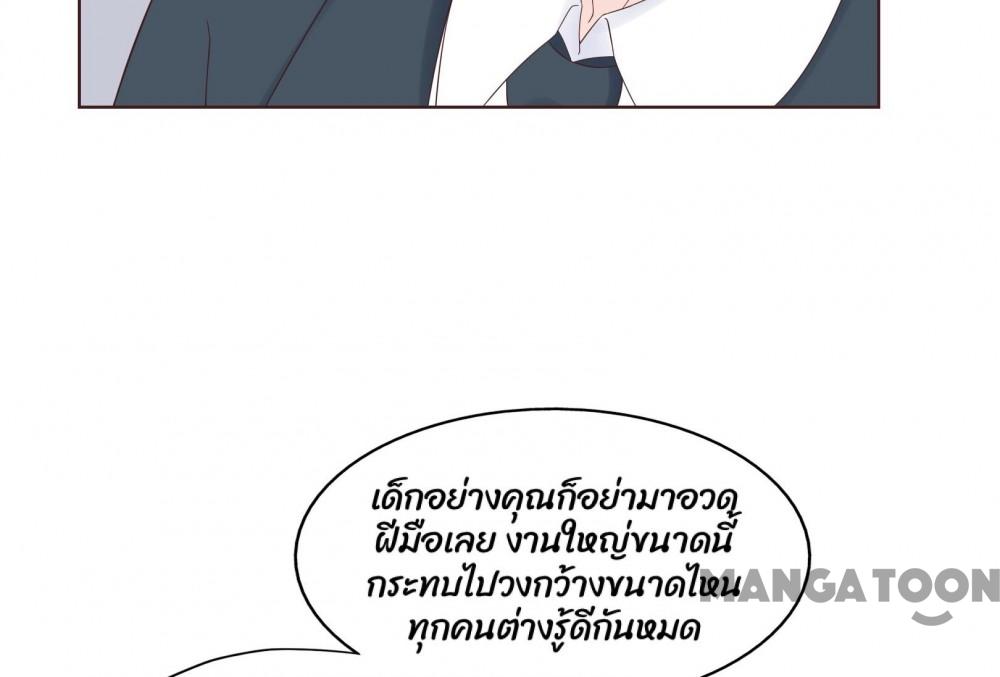 เด็กอย่างคุณก็อย่ามาอวด
ฝีมือเลย งานใหญ่ขนาดนี้
กระทบไปวงกว้างขนาดไหน
ทุกคนต่างรู้ดีกันหมด
MANGATOON